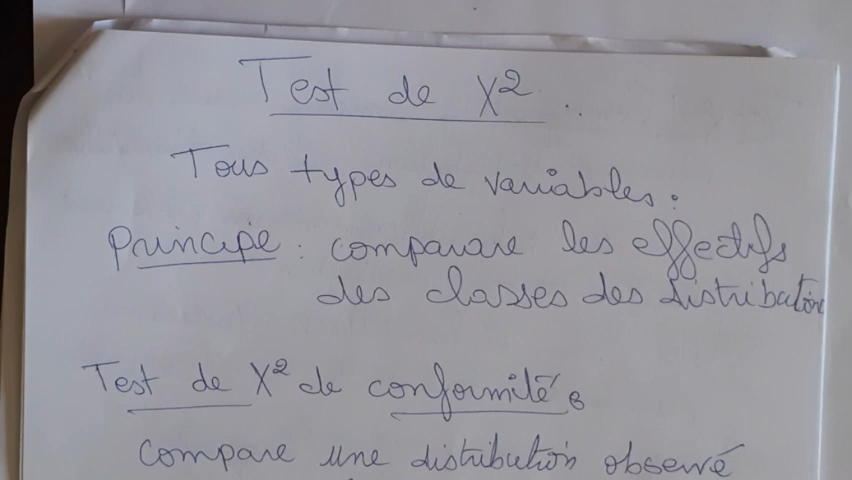 Test de X²
Tous types de variables.
Principe : comparare les effectifs
des classes des distribution
Test de X² de conformité :
compare une distribution observé